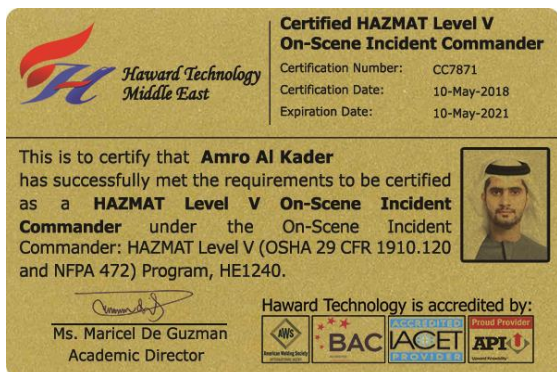 Haward Technology
Middle East
Certified HAZMAT Level V
On-Scene Incident Commander
Certification Number: CC7871
Certification Date: 10-May-2018
Expiration Date: 10-May-2021
This is to certify that Amro Al Kader
has successfully met the requirements to be certified
as a HAZMAT Level V On-Scene Incident
Commander under the On-Scene Incident
Commander: HAZMAT Level V (OSHA 29 CFR 1910.120
and NFPA 472) Program, HE1240.
Ms. Maricel De Guzman
Academic Director
Haward Technology is accredited by:
AWS
American Welding Society
BAC
ACCREDITED
IACET
PROVIDER
Proud Provider
API